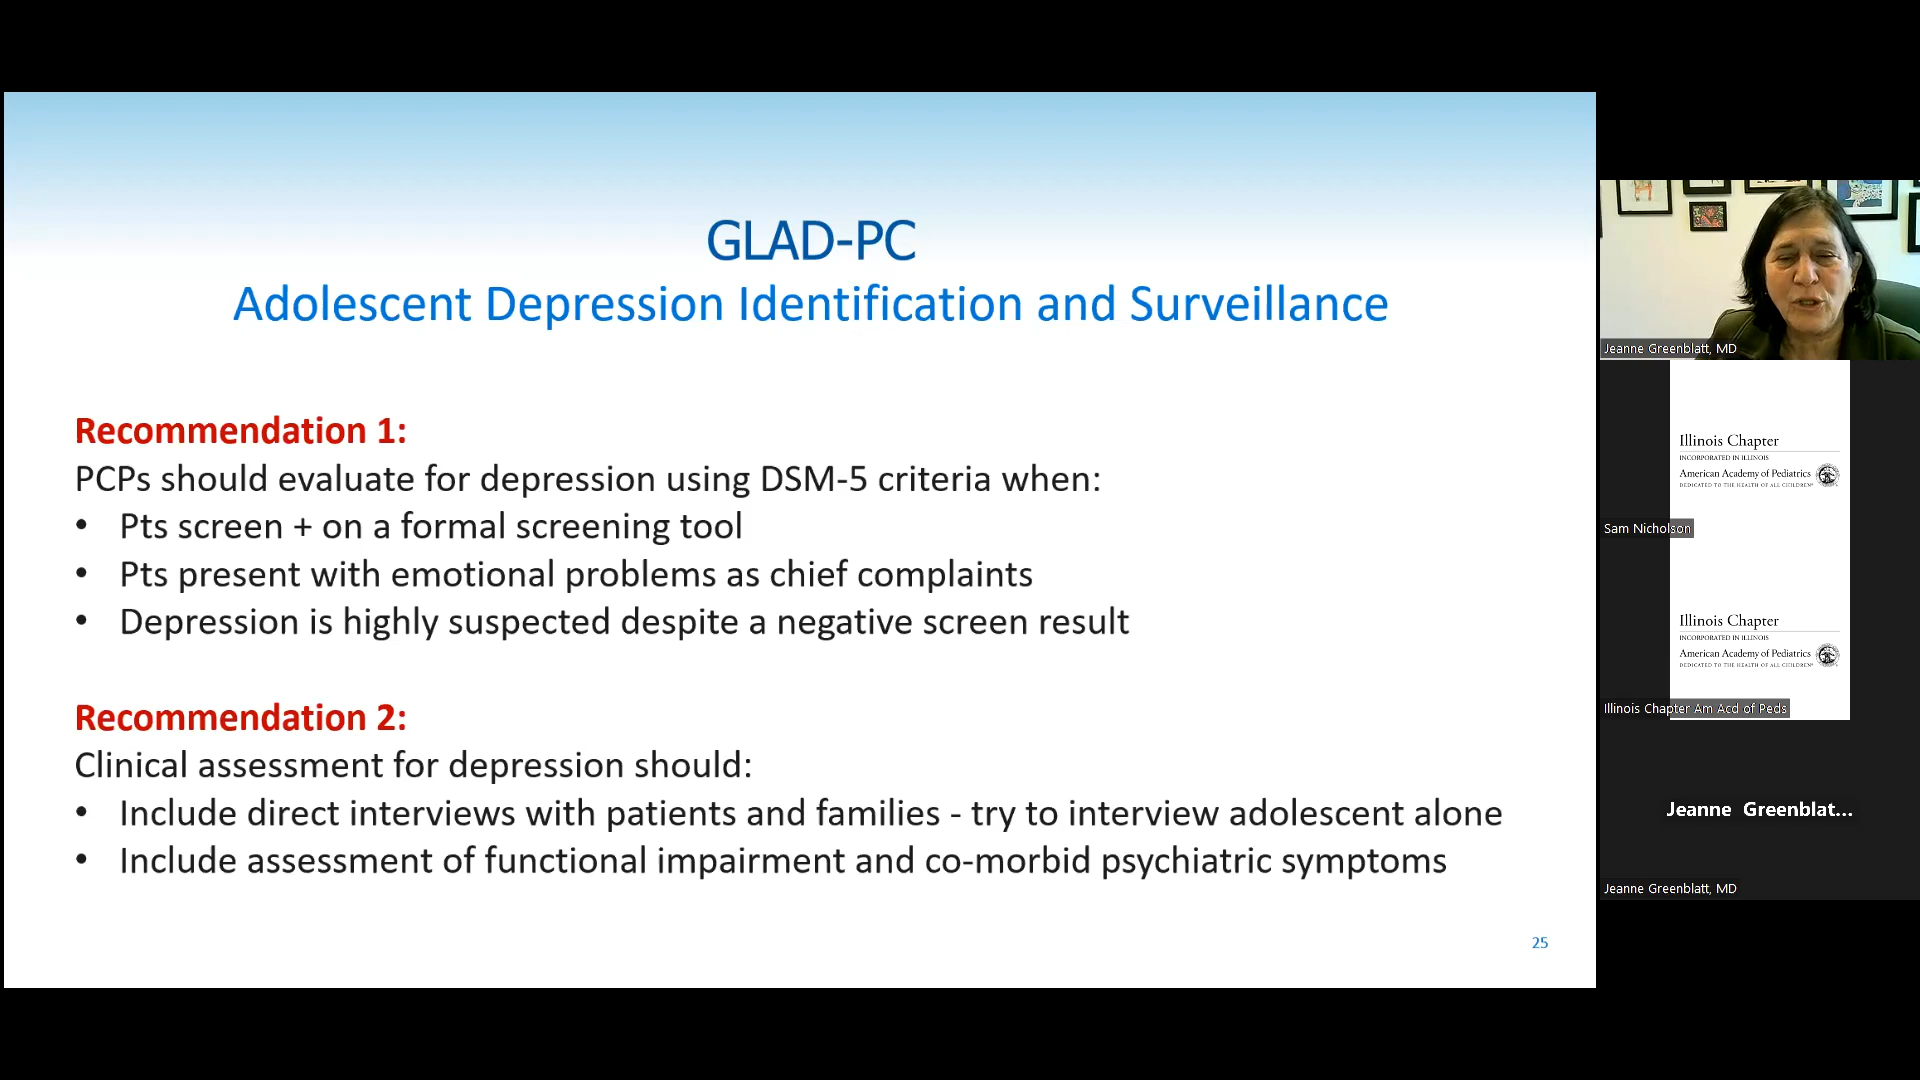 GLAD-PC
Adolescent Depression Identification and Surveillance
Recommendation 1:
PCPs should evaluate for depression using DSM-5 criteria when:
• Pts screen + on a formal screening tool
• Pts present with emotional problems as chief complaints
• Depression is highly suspected despite a negative screen result
Recommendation 2:
Clinical assessment for depression should:
• Include direct interviews with patients and families - try to interview adolescent alone
• Include assessment of functional impairment and co-morbid psychiatric symptoms
25
Jeanne Greenblatt, MD
Illinois Chapter
INCORPORATED IN ILLINOIS
American Academy of Pediatrics
DEDICATED TO THE HEALTH OF ALL CHILDREN®
Sam Nicholson
Illinois Chapter
INCORPORATED IN ILLINOIS
American Academy of Pediatrics
DEDICATED TO THE HEALTH OF ALL CHILDREN®
Illinois Chapter Am Acd of Peds
Jeanne Greenblat...
Jeanne Greenblatt, MD